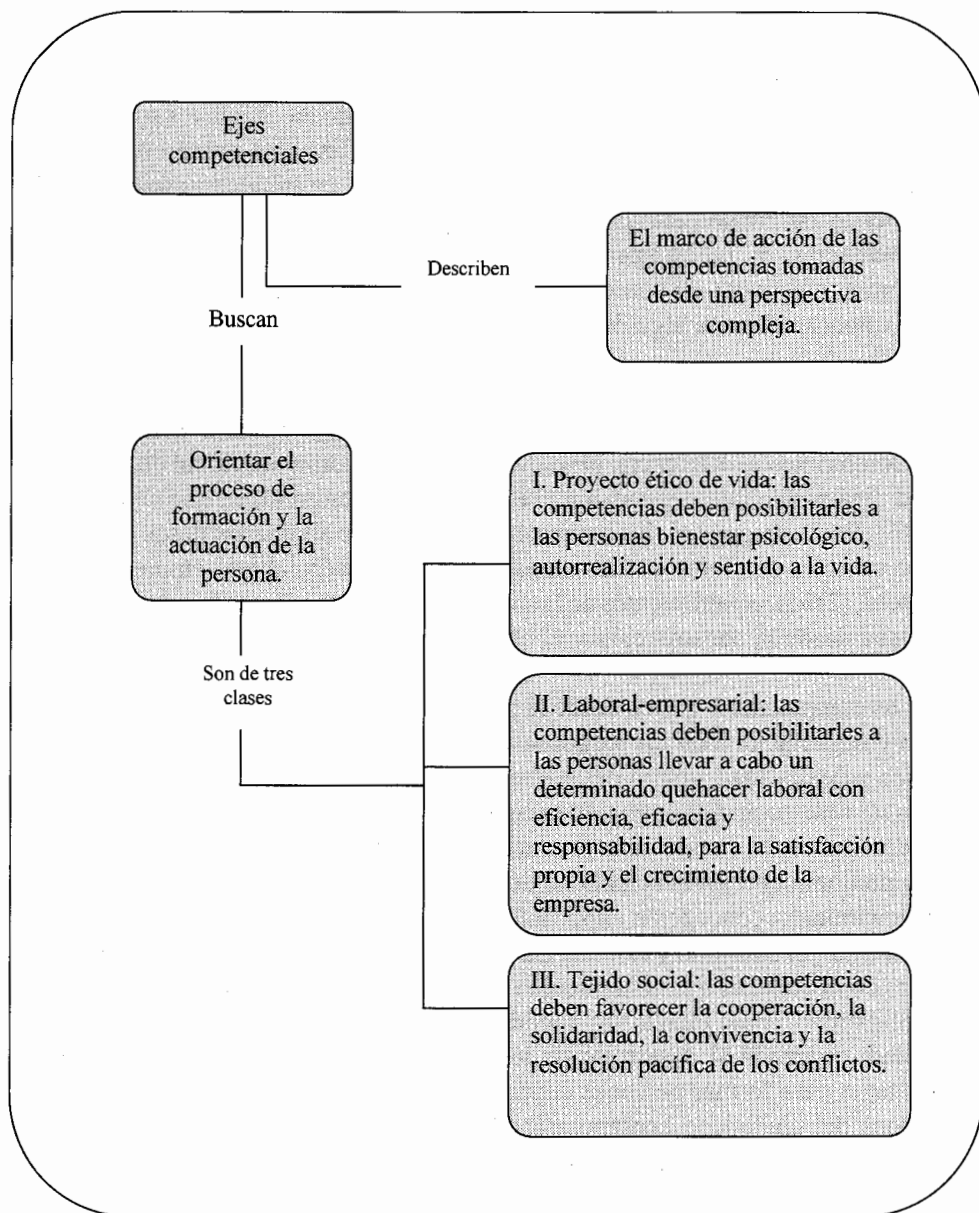 Ejes
competenciales
El marco de acción de las
competencias tomadas
desde una perspectiva
compleja.
Describen
Buscan
Orientar el
proceso de
formación y la
actuación de la
persona.
I. Proyecto ético de vida: las
competencias deben posibilitarles a
las personas bienestar psicológico,
autorrealización y sentido a la vida.
Son de tres
clases
II. Laboral-empresarial: las
competencias deben posibilitarles a
las personas llevar a cabo un
determinado quehacer laboral con
eficiencia, eficacia y
responsabilidad, para la satisfacción
propia y el crecimiento de la
empresa.
III. Tejido social: las competencias
deben favorecer la cooperación, la
solidaridad, la convivencia y la
resolución pacífica de los conflictos.